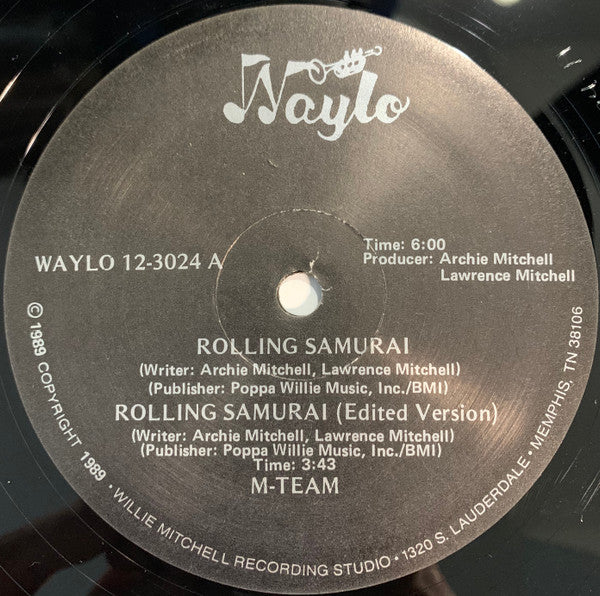 Waylo
WAYLO 12-3024 A
Time: 6:00
Producer: Archie Mitchell
Lawrence Mitchell
ROLLING SAMURAI
(Writer: Archie Mitchell, Lawrence Mitchell)
(Publisher: Poppa Willie Music, Inc./BMI)
ROLLING SAMURAI (Edited Version)
(Writer: Archie Mitchell, Lawrence Mitchell)
(Publisher: Poppa Willie Music, Inc./BMI)
Time: 3:43
M-TEAM
© 1989 COPYRIGHT 1989 • WILLIE MITCHELL RECORDING STUDIO • 1320 S. LAUDERDALE • MEMPHIS, TN 38106